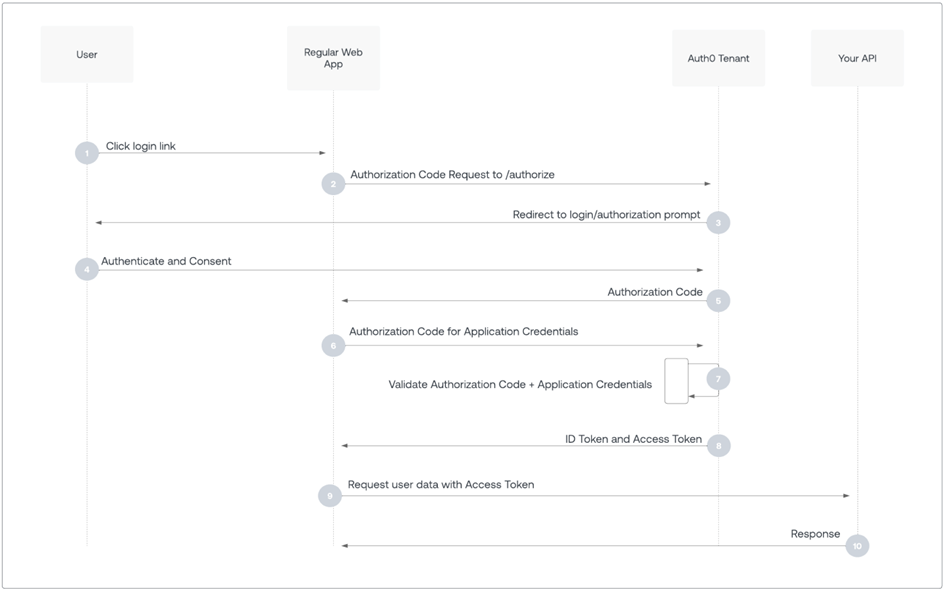 User
Regular Web
App
Auth0 Tenant
Your API
1
Click login link
2
Authorization Code Request to /authorize
Redirect to login/authorization prompt
3
4
Authenticate and Consent
Authorization Code
5
6
Authorization Code for Application Credentials
Validate Authorization Code + Application Credentials
7
ID Token and Access Token
8
9
Request user data with Access Token
Response
10